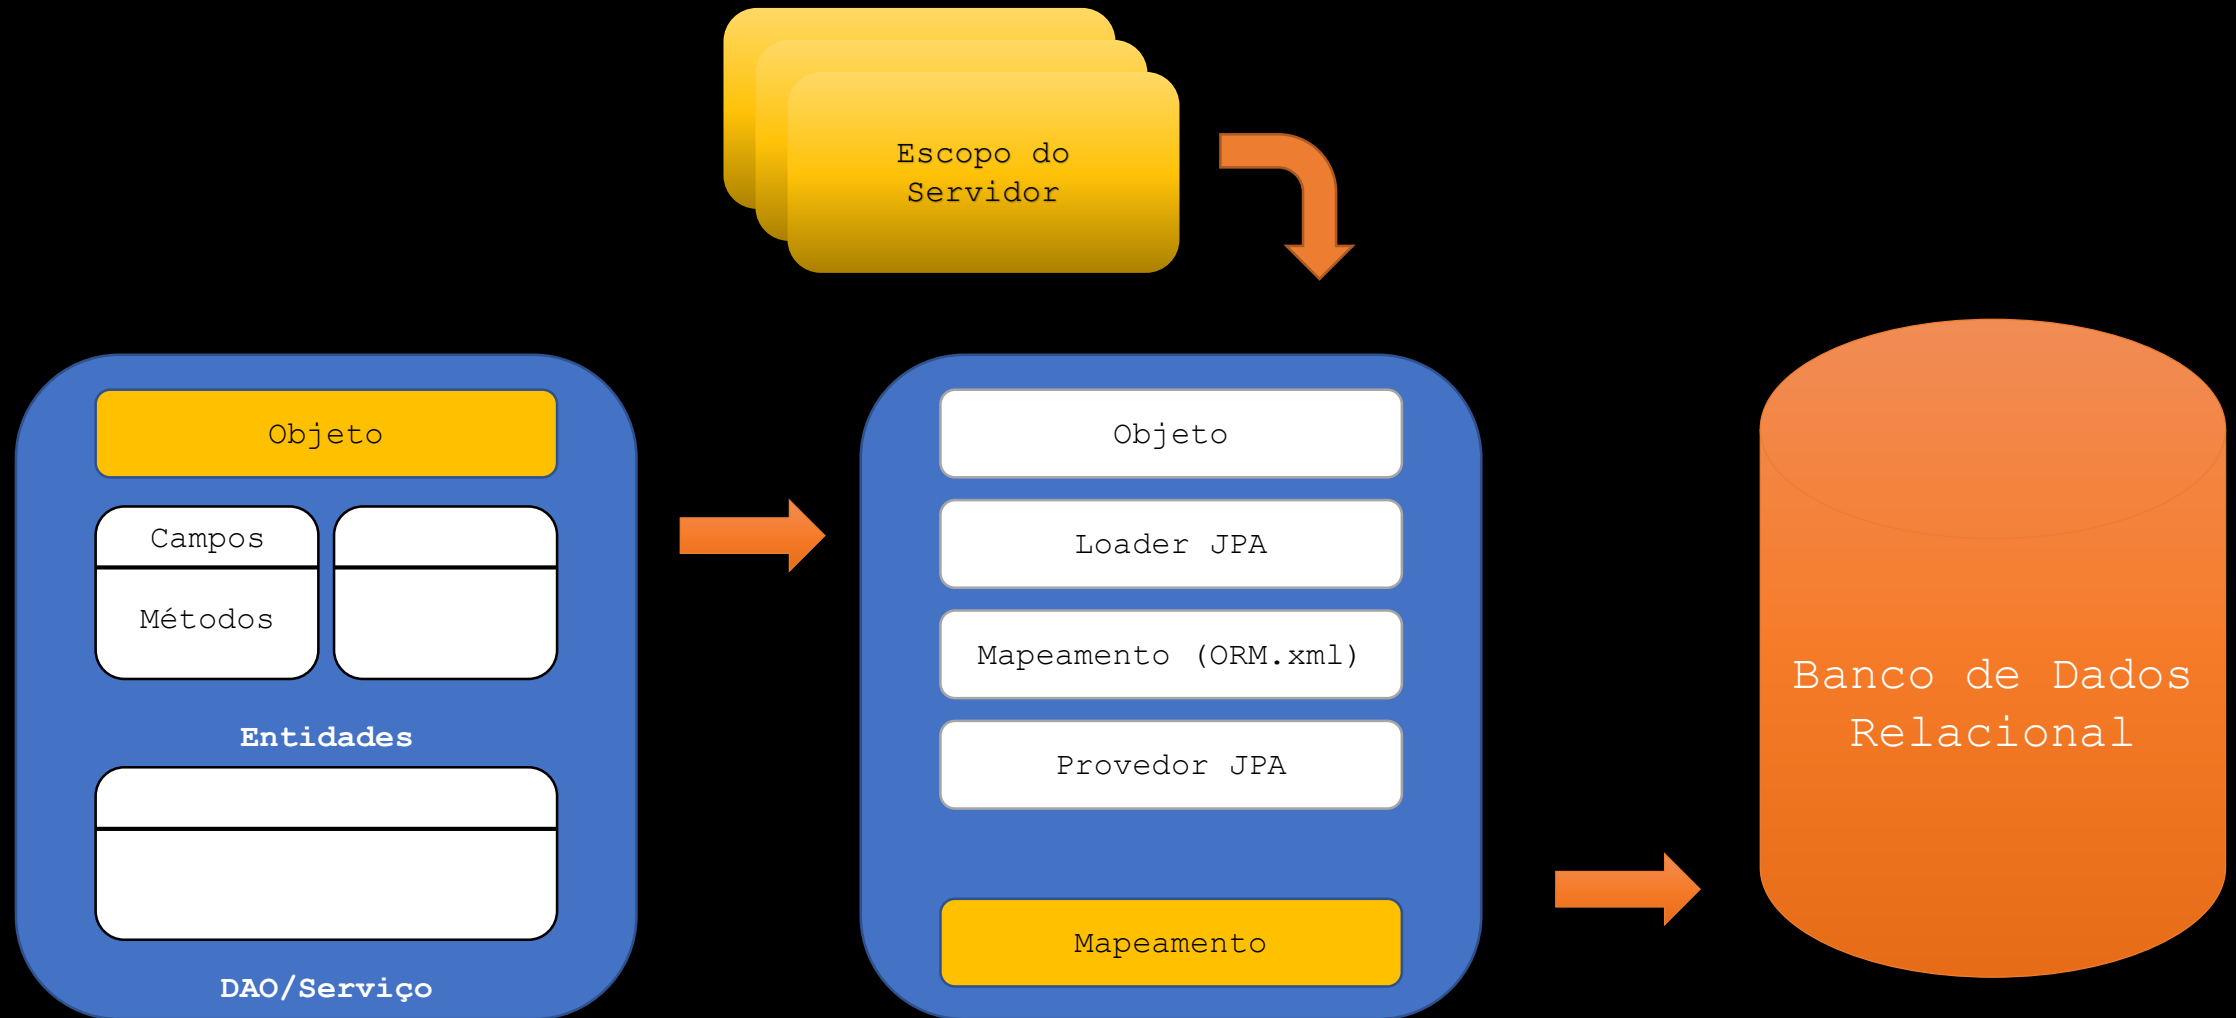 Escopo do
Servidor
Objeto
Campos
Métodos
Entidades
DAO/Serviço
Objeto
Loader JPA
Mapeamento (ORM.xml)
Provedor JPA
Mapeamento
Banco de Dados
Relacional